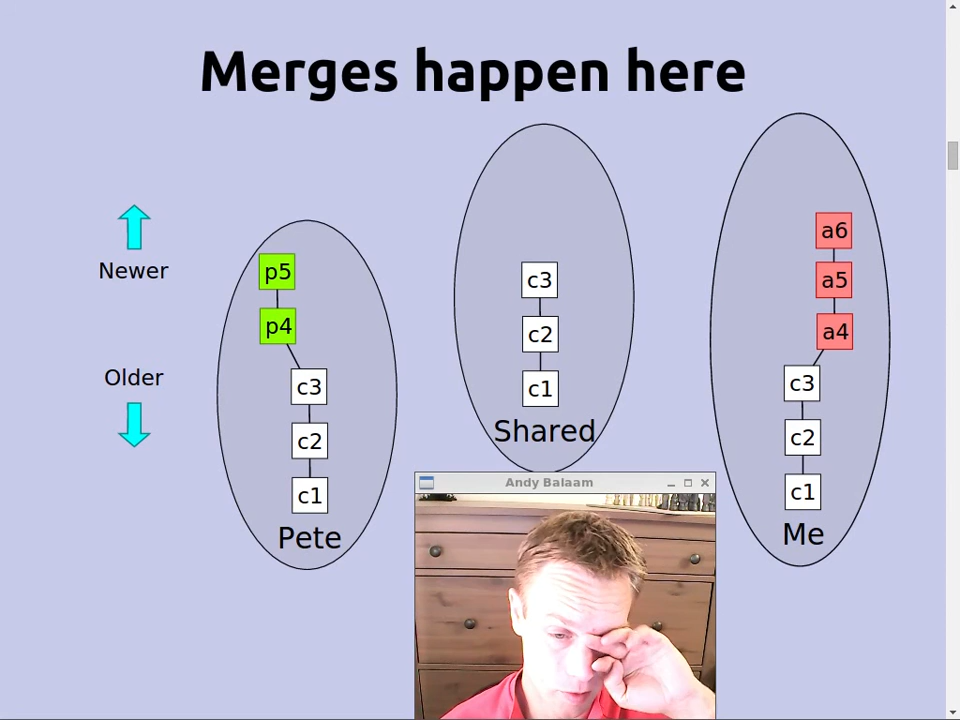 Merges happen here
Newer
Older
p5
p4
c3
c2
c1
Pete
c3
c2
c1
Shared
a6
a5
a4
c3
c2
c1
Me
Andy Balaam